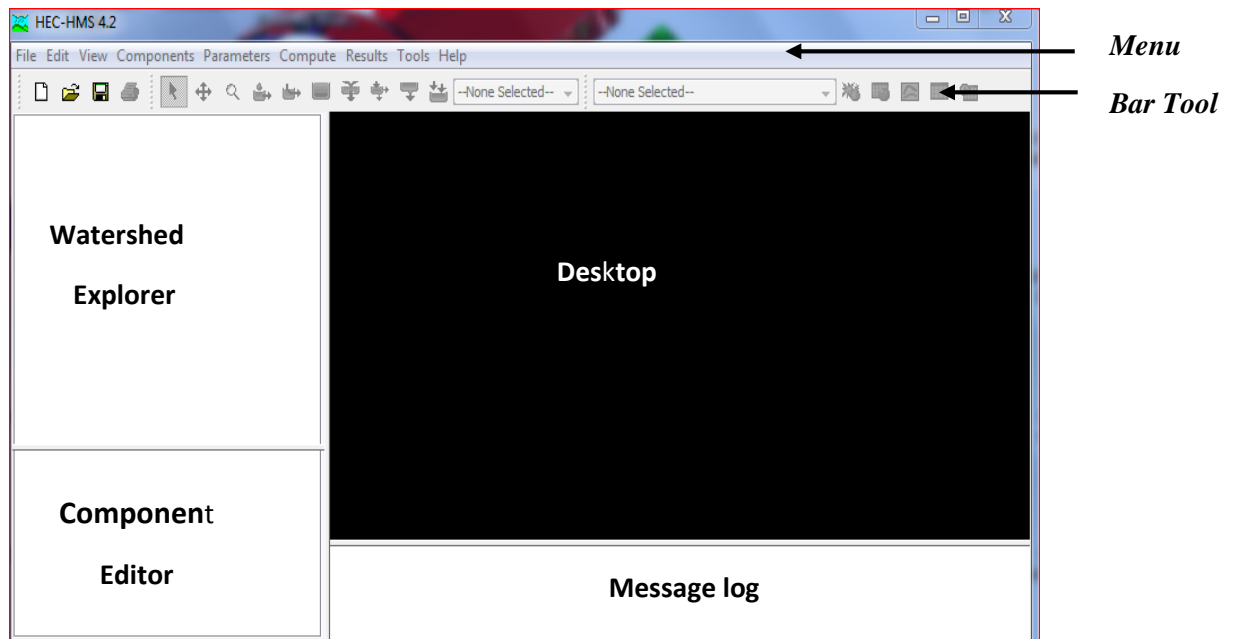 HEC-HMS 4.2
Menu
File Edit View Components Parameters Compute Results Tools Help
--None Selected-- --None Selected--
Bar Tool
Watershed
Explorer
Desktop
Component
Editor
Message log